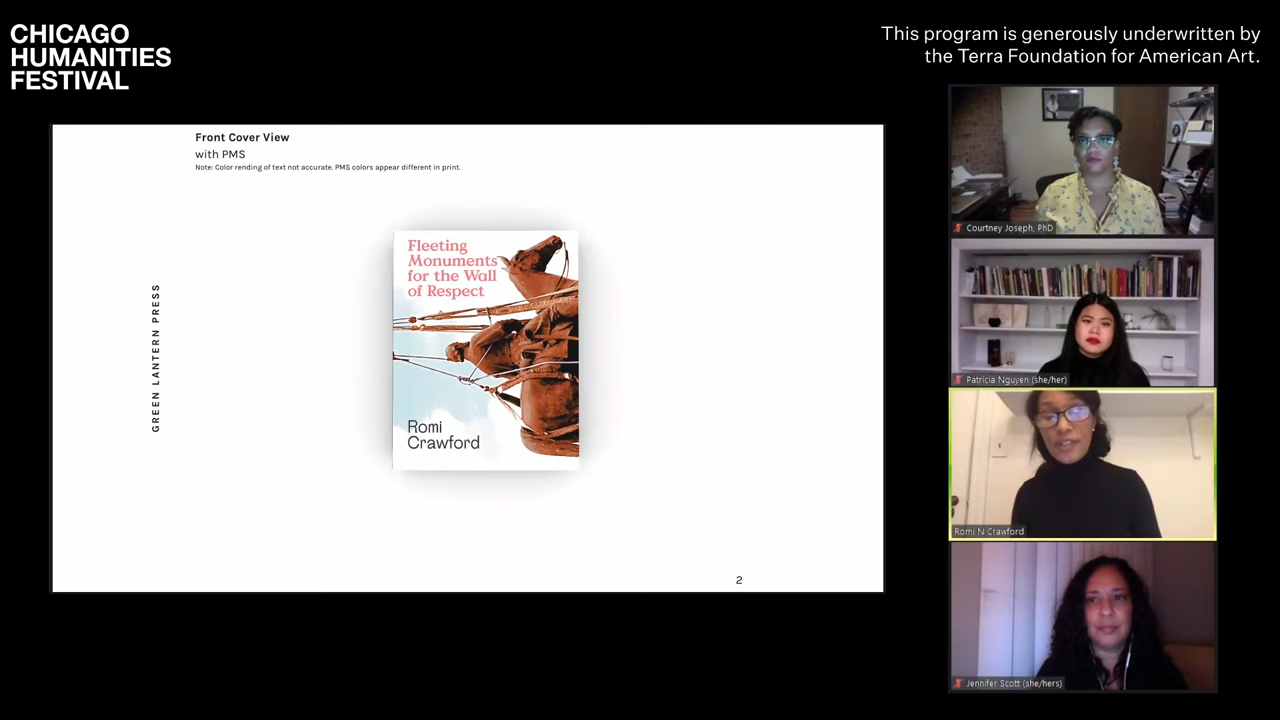 CHICAGO
HUMANITIES
FESTIVAL
This program is generously underwritten by
the Terra Foundation for American Art.
Front Cover View
with PMS
Note: Color rending of text not accurate. PMS colors appear different in print.
GREEN LANTERN PRESS
Fleeting
Monuments
for the Wall
of Respect
Romi
Crawford
2
Courtney Joseph, PhD
Patricia Nguyen (she/her)
Romi N Crawford
Jennifer Scott (she/hers)